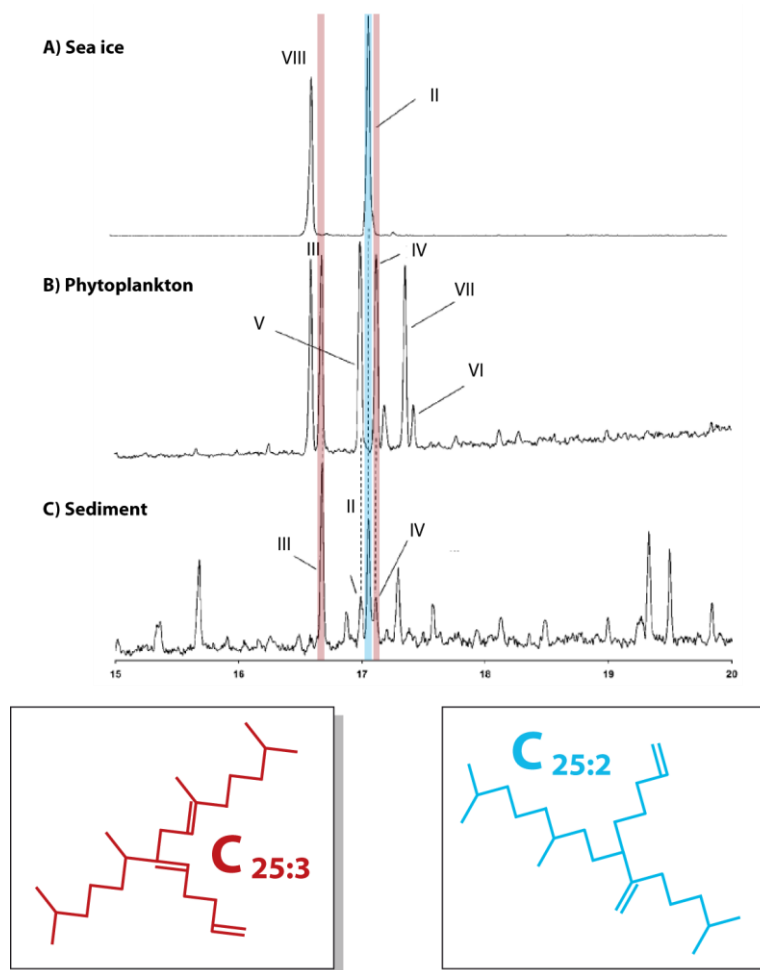 A) Sea ice
VIII
II
III
IV
B) Phytoplankton
VII
V
VI
C) Sediment
II
IV
III
...
15 16 17 18 19 20
C 25:3
C 25:2